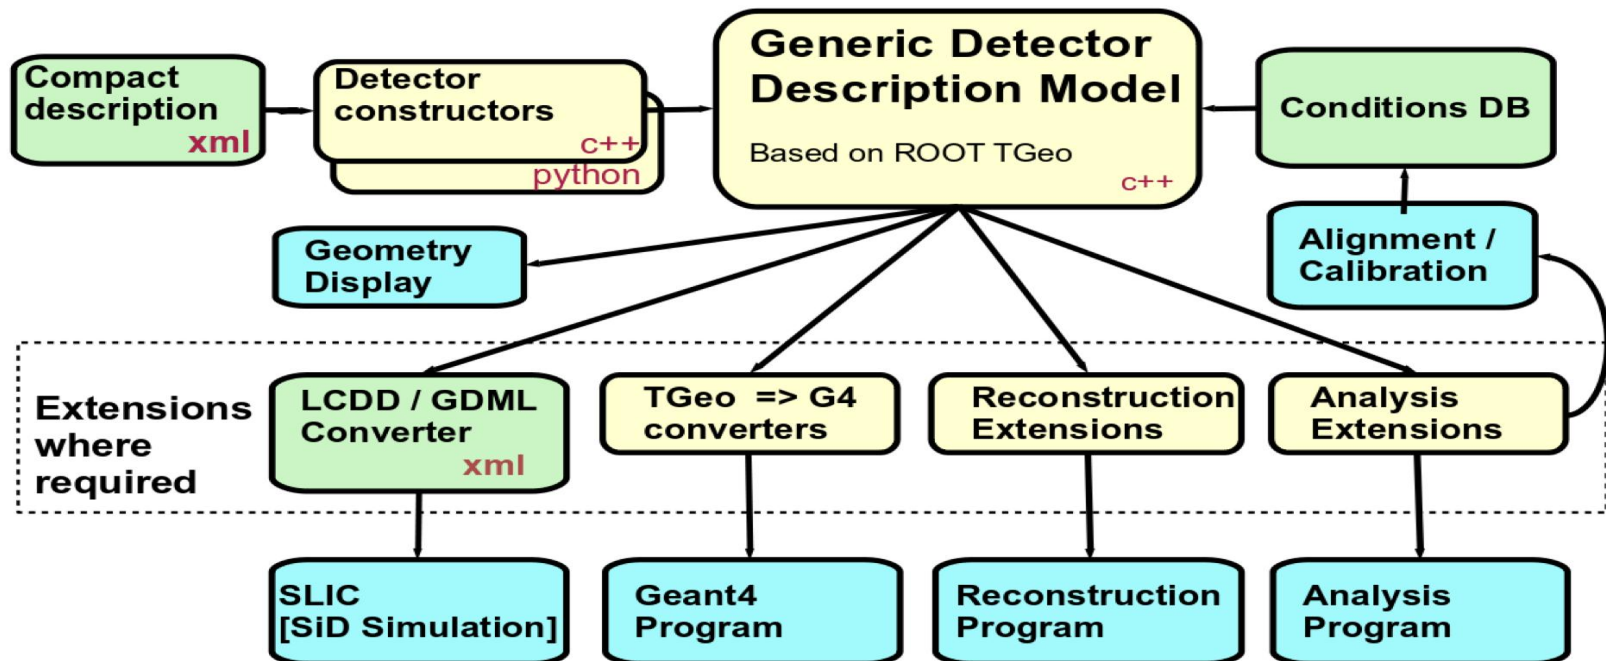 Compact
description
xml
Detector
constructors
c++
python
Generic Detector
Description Model
Based on ROOT TGeo
c++
Conditions DB
Geometry
Display
Alignment /
Calibration
Extensions
where
required
LCDD / GDML
Converter
xml
TGeo => G4
converters
Reconstruction
Extensions
Analysis
Extensions
SLIC
[SiD Simulation]
Geant4
Program
Reconstruction
Program
Analysis
Program